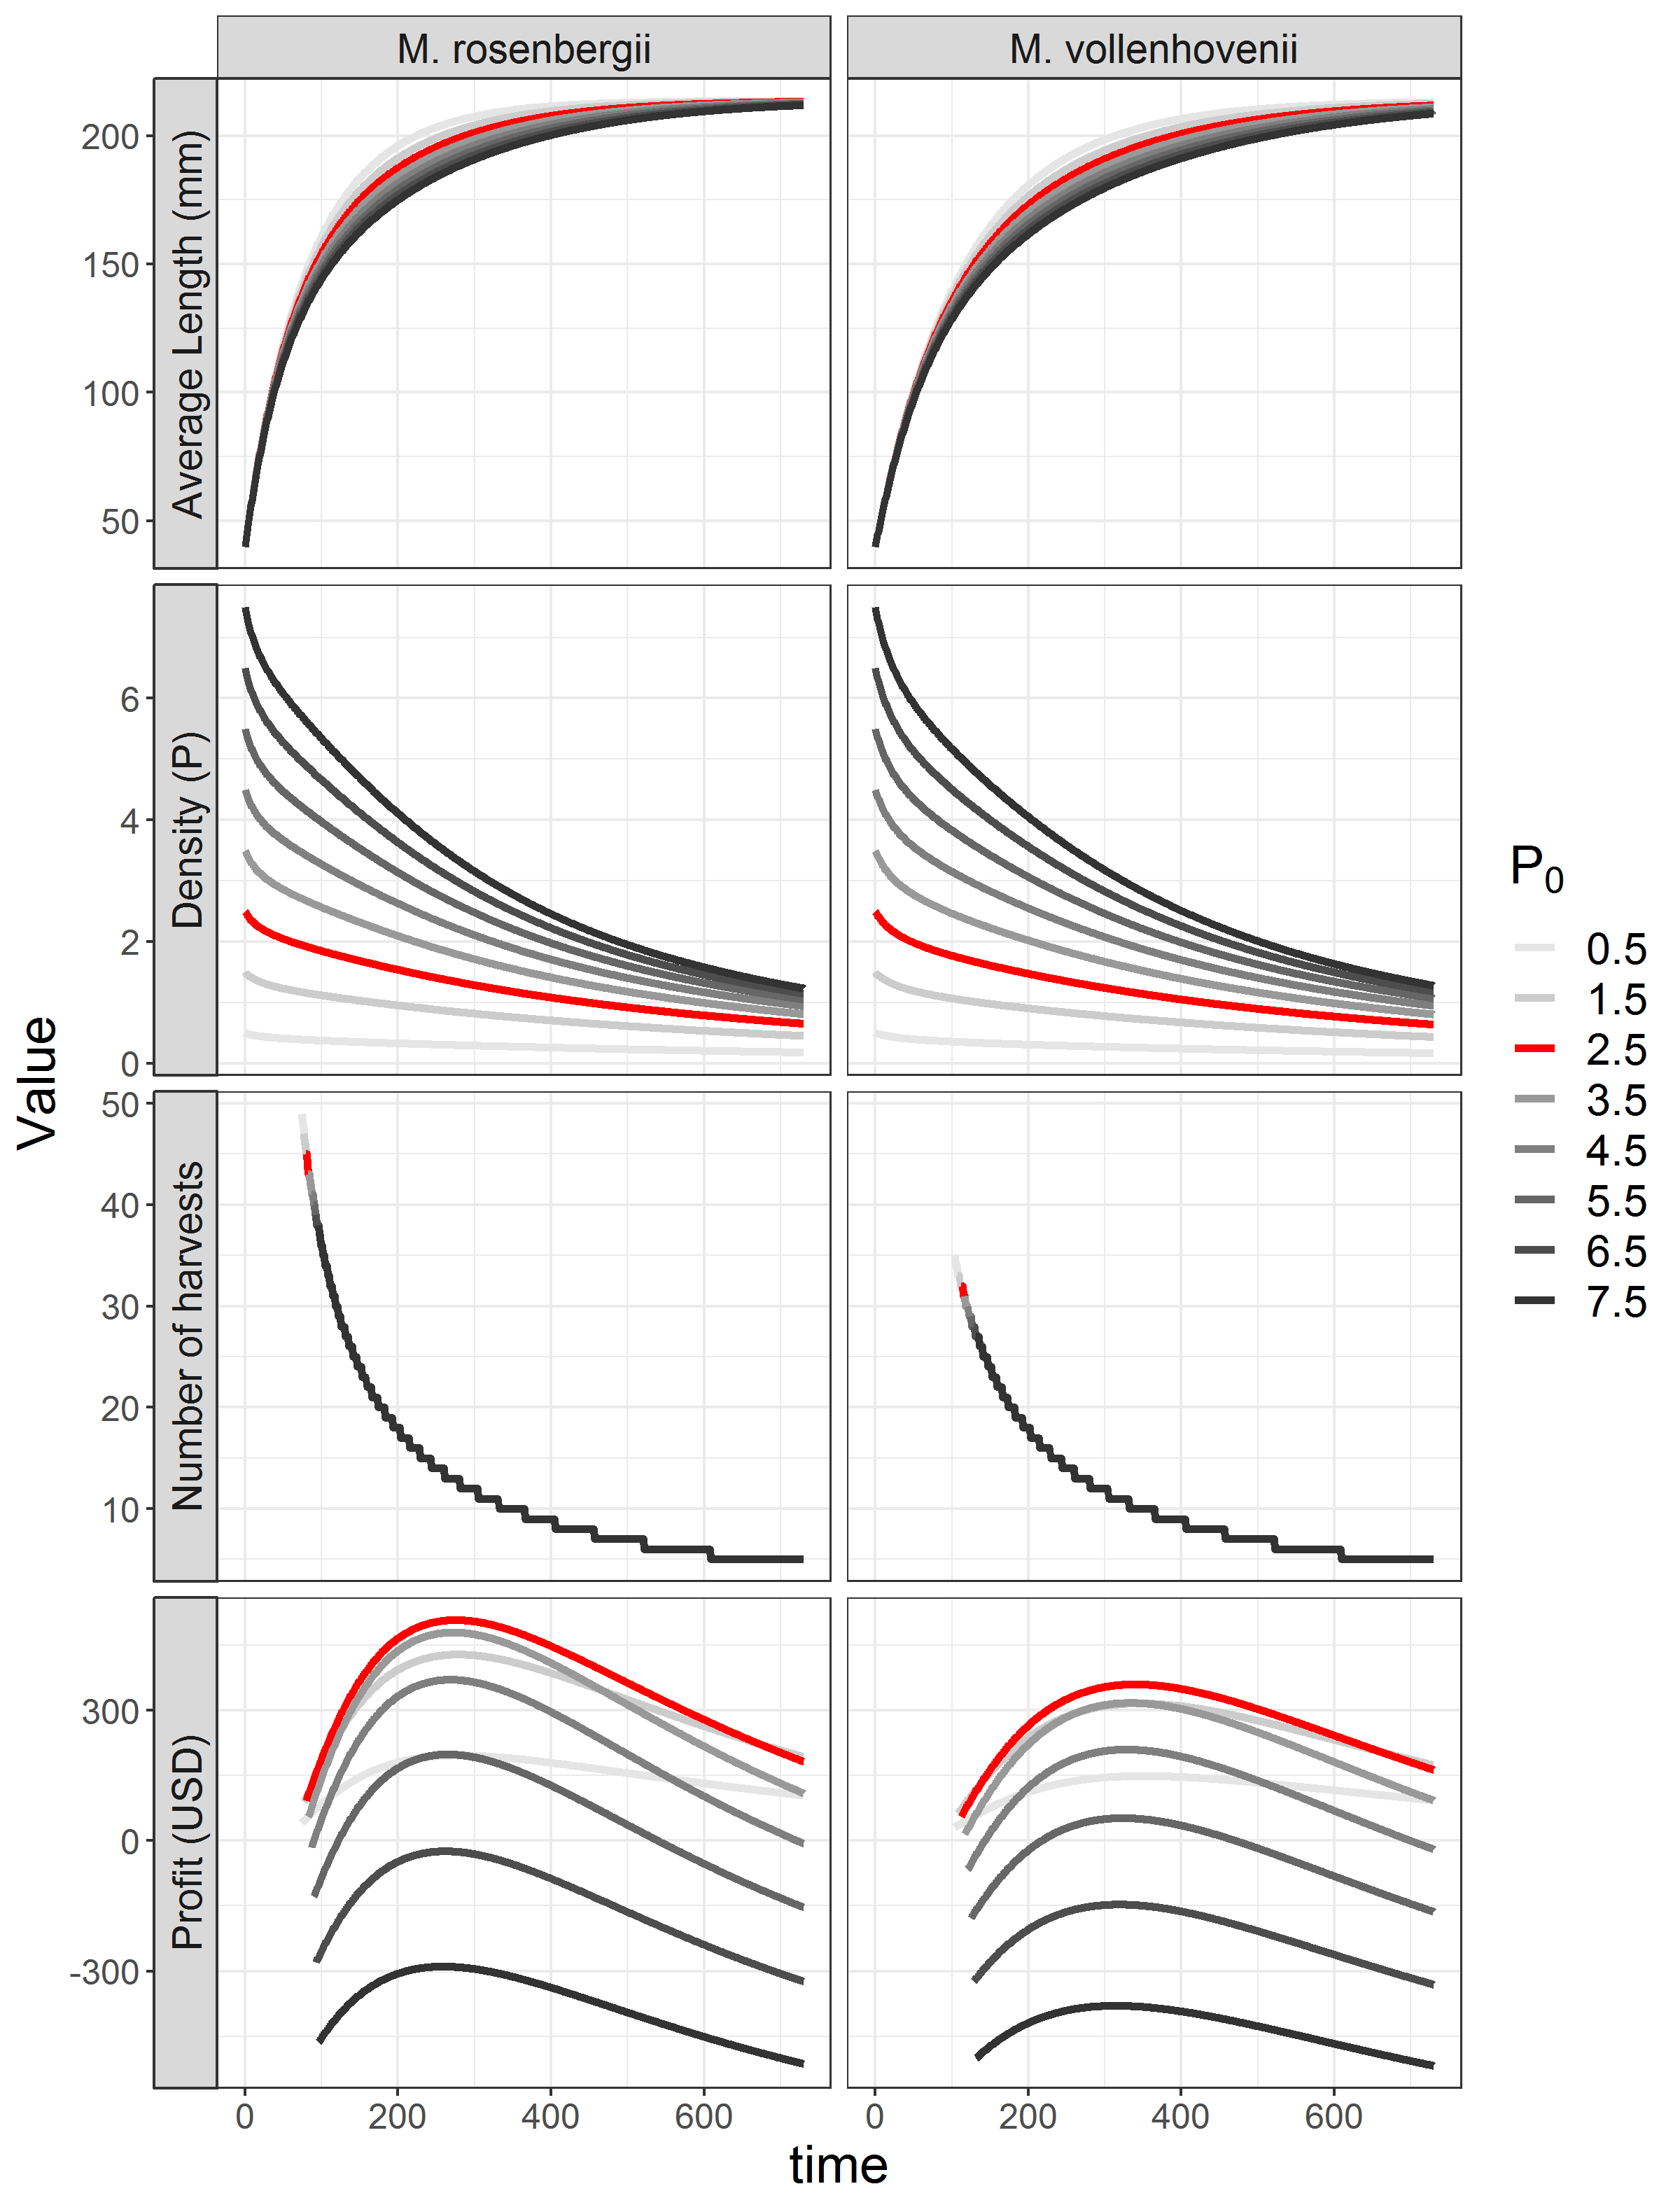 M. rosenbergii
M. vollenhovenii
Value
Average Length (mm)
200
150
100
50
Density (P)
6
4
2
0
Number of harvests
50
40
30
20
10
Profit (USD)
300
0
-300
0 200 400 600
0 200 400 600
time
P0
0.5
1.5
2.5
3.5
4.5
5.5
6.5
7.5